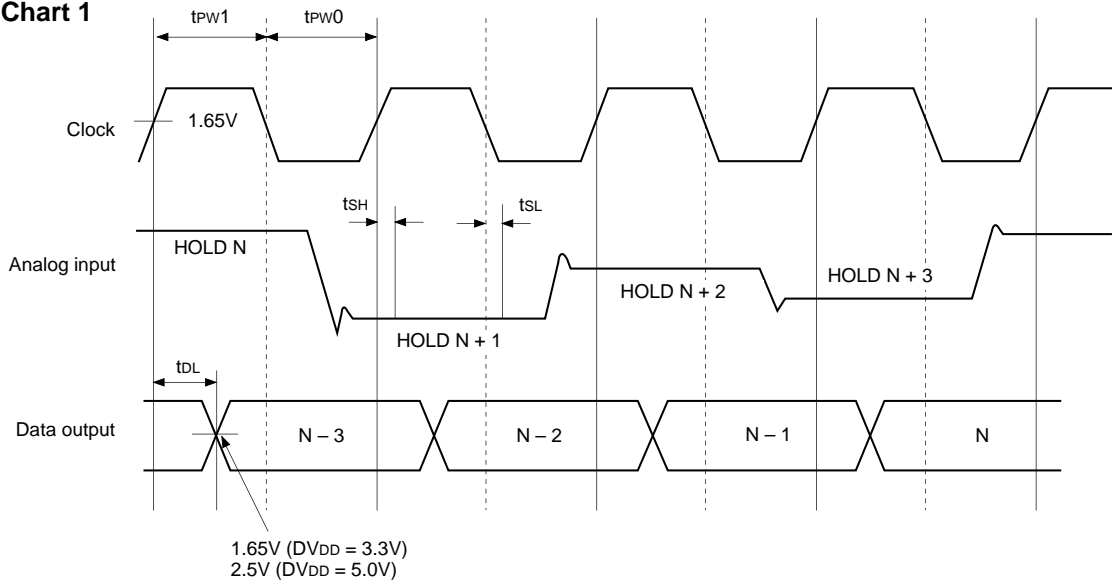 Chart 1
tPW1
tPW0
Clock
1.65V
tSH
tSL
Analog input
HOLD N
HOLD N + 1
HOLD N + 2
HOLD N + 3
tDL
Data output
N – 3
N – 2
N – 1
N
1.65V (DVDD = 3.3V)
2.5V (DVDD = 5.0V)